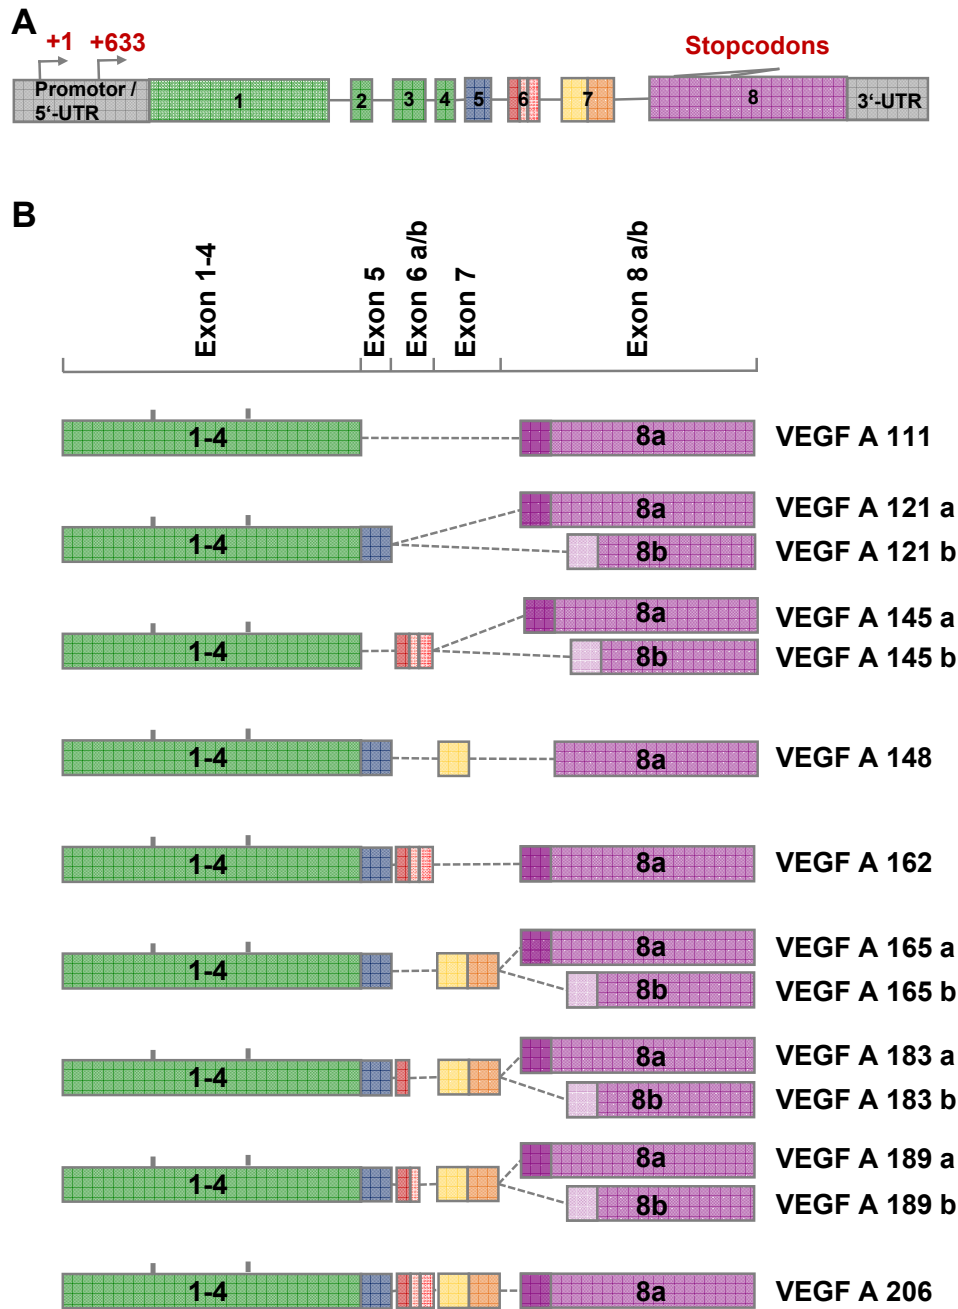 A
+1 +633
Stopcodons
Promotor /
5‘-UTR
1 2 3 4 5 6 7 8 3‘-UTR
B
Exon 1-4
Exon 5
Exon 6 a/b
Exon 7
Exon 8 a/b
1-4 8a VEGF A 111
8a VEGF A 121 a
1-4 8b VEGF A 121 b
8a VEGF A 145 a
1-4 8b VEGF A 145 b
1-4 8a VEGF A 148
1-4 8a VEGF A 162
8a VEGF A 165 a
1-4 8b VEGF A 165 b
8a VEGF A 183 a
1-4 8b VEGF A 183 b
8a VEGF A 189 a
1-4 8b VEGF A 189 b
1-4 8a VEGF A 206